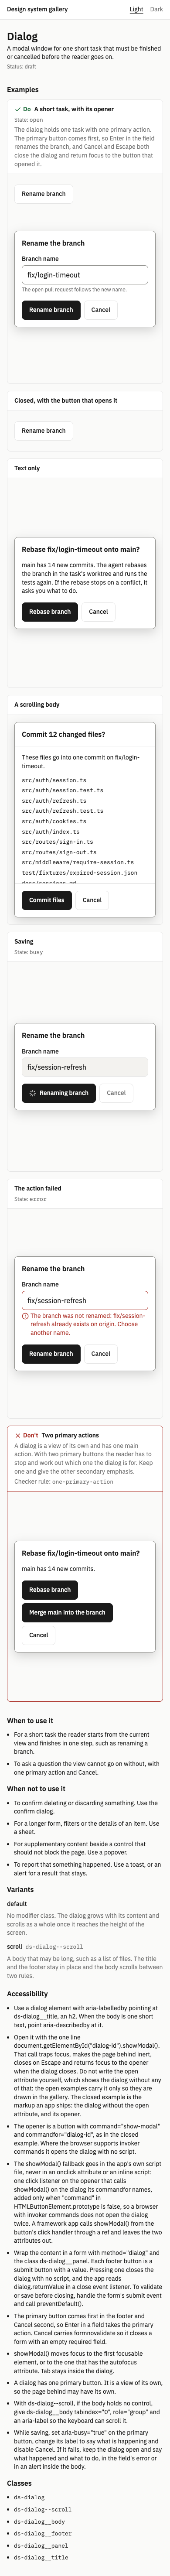 Design system gallery
Light Dark
Dialog
A modal window for one short task that must be finished
or cancelled before the reader goes on.
Status: draft
Examples
Do A short task, with its opener
State: open
The dialog holds one task with one primary action.
The primary button comes first, so Enter in the field
renames the branch, and Cancel and Escape both
close the dialog and return focus to the button that
opened it.
Rename branch
Rename the branch
Branch name
fix/login-timeout
The open pull request follows the new name.
Rename branch Cancel
Closed, with the button that opens it
Rename branch
Text only
Rebase fix/login-timeout onto main?
main has 14 new commits. The agent rebases
the branch in the task's worktree and runs the
tests again. If the rebase stops on a conflict, it
asks you what to do.
Rebase branch Cancel
A scrolling body
Commit 12 changed files?
These files go into one commit on fix/login-
timeout.
src/auth/session.ts
src/auth/session.test.ts
src/auth/refresh.ts
src/auth/refresh.test.ts
src/auth/cookies.ts
src/auth/index.ts
src/routes/sign-in.ts
src/routes/sign-out.ts
src/middleware/require-session.ts
test/fixtures/expired-session.json
docs/sessions.md
Commit files Cancel
Saving
State: busy
Rename the branch
Branch name
fix/session-refresh
Renaming branch Cancel
The action failed
State: error
Rename the branch
Branch name
fix/session-refresh
The branch was not renamed: fix/session-
refresh already exists on origin. Choose
another name.
Rename branch Cancel
Don't Two primary actions
A dialog is a view of its own and has one main
action. With two primary buttons the reader has to
stop and work out which one the dialog is for. Keep
one and give the other secondary emphasis.
Checker rule: one-primary-action
Rebase fix/login-timeout onto main?
main has 14 new commits.
Rebase branch
Merge main into the branch
Cancel
When to use it
• For a short task the reader starts from the current
view and finishes in one step, such as renaming a
branch.
• To ask a question the view cannot go on without, with
one primary action and Cancel.
When not to use it
• To confirm deleting or discarding something. Use the
confirm dialog.
• For a longer form, filters or the details of an item. Use
a sheet.
• For supplementary content beside a control that
should not block the page. Use a popover.
• To report that something happened. Use a toast, or an
alert for a result that stays.
Variants
default
No modifier class. The dialog grows with its content and
scrolls as a whole once it reaches the height of the
screen.
scroll ds-dialog--scroll
A body that may be long, such as a list of files. The title
and the footer stay in place and the body scrolls between
two rules.
Accessibility
• Use a dialog element with aria-labelledby pointing at
ds-dialog__title, an h2. When the body is one short
text, point aria-describedby at it.
• Open it with the one line
document.getElementById("dialog-id").showModal().
That call traps focus, makes the page behind inert,
closes on Escape and returns focus to the opener
when the dialog closes. Do not write the open
attribute yourself, which shows the dialog without any
of that: the open examples carry it only so they are
drawn in the gallery. The closed example is the
markup an app ships: the dialog without the open
attribute, and its opener.
• The opener is a button with command="show-modal"
and commandfor="dialog-id", as in the closed
example. Where the browser supports invoker
commands it opens the dialog with no script.
• The showModal() fallback goes in the app's own script
file, never in an onclick attribute or an inline script:
one click listener on the opener that calls
showModal() on the dialog its commandfor names,
added only when "command" in
HTMLButtonElement.prototype is false, so a browser
with invoker commands does not open the dialog
twice. A framework app calls showModal() from the
button's click handler through a ref and leaves the two
attributes out.
• Wrap the content in a form with method="dialog" and
the class ds-dialog__panel. Each footer button is a
submit button with a value. Pressing one closes the
dialog with no script, and the app reads
dialog.returnValue in a close event listener. To validate
or save before closing, handle the form's submit event
and call preventDefault().
• The primary button comes first in the footer and
Cancel second, so Enter in a field takes the primary
action. Cancel carries formnovalidate so it closes a
form with an empty required field.
• showModal() moves focus to the first focusable
element, or to the one that has the autofocus
attribute. Tab stays inside the dialog.
• A dialog has one primary button. It is a view of its own,
so the page behind may have its own.
• With ds-dialog--scroll, if the body holds no control,
give ds-dialog__body tabindex="0", role="group" and
an aria-label so the keyboard can scroll it.
• While saving, set aria-busy="true" on the primary
button, change its label to say what is happening and
disable Cancel. If it fails, keep the dialog open and say
what happened and what to do, in the field's error or
in an alert inside the body.
Classes
• ds-dialog
• ds-dialog--scroll
• ds-dialog__body
• ds-dialog__footer
• ds-dialog__panel
• ds-dialog__title